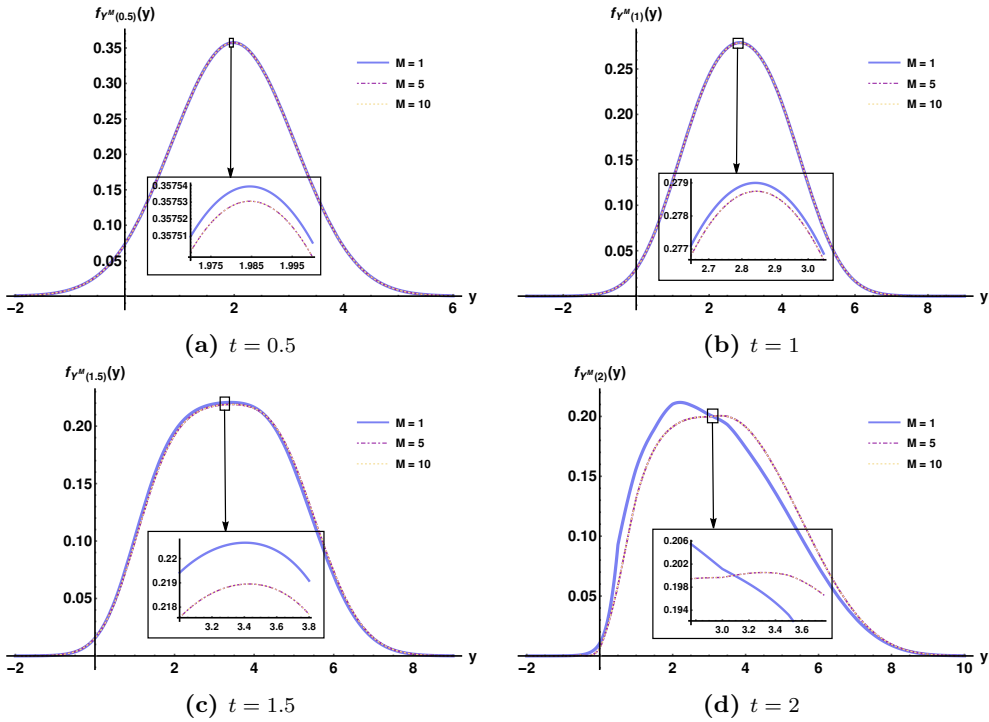 f_{Y^M(0.5)}(y)
0.35
0.30
0.25
0.20
0.15
0.10
0.05
M = 1
M = 5
M = 10
0.35754
0.35753
0.35752
0.35751
1.975 1.985 1.995
-2 0 2 4 6 y
(a) t = 0.5
f_{Y^M(1)}(y)
0.25
0.20
0.15
0.10
0.05
M = 1
M = 5
M = 10
0.279
0.278
0.277
2.7 2.8 2.9 3.0
-2 0 2 4 6 8 y
(b) t = 1
f_{Y^M(1.5)}(y)
0.20
0.15
0.10
0.05
M = 1
M = 5
M = 10
0.22
0.219
0.218
3.2 3.4 3.6 3.8
-2 0 2 4 6 8 y
(c) t = 1.5
f_{Y^M(2)}(y)
0.20
0.15
0.10
0.05
M = 1
M = 5
M = 10
0.206
0.202
0.198
0.194
3.0 3.2 3.4 3.6
-2 0 2 4 6 8 10 y
(d) t = 2